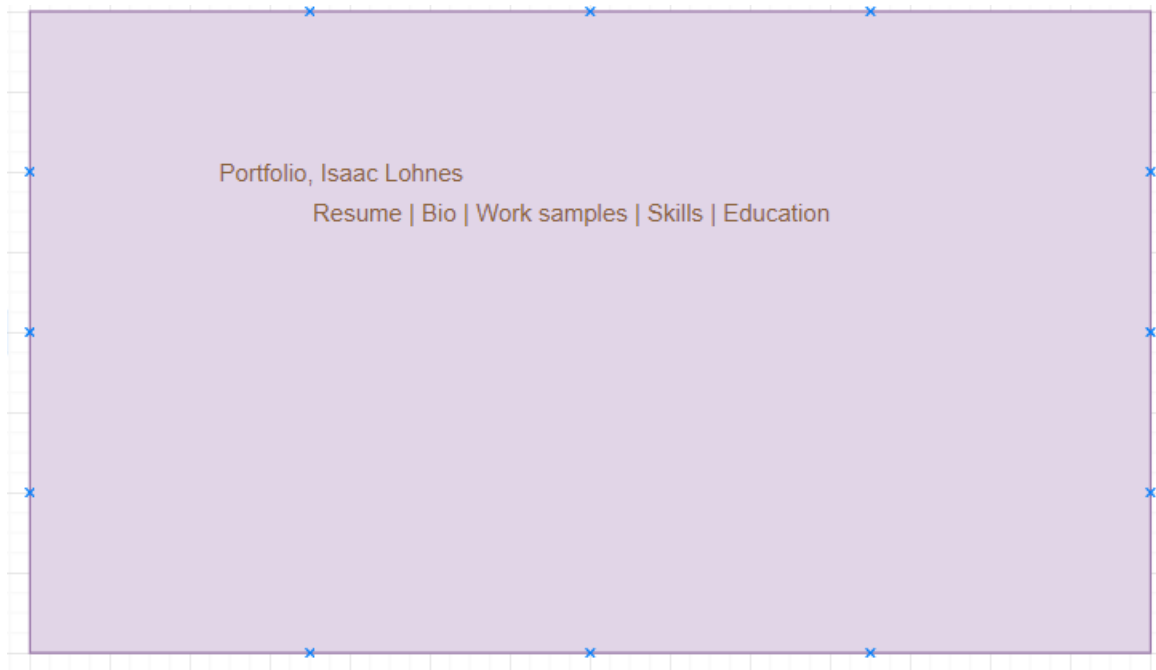 Portfolio, Isaac Lohnes
Resume | Bio | Work samples | Skills | Education